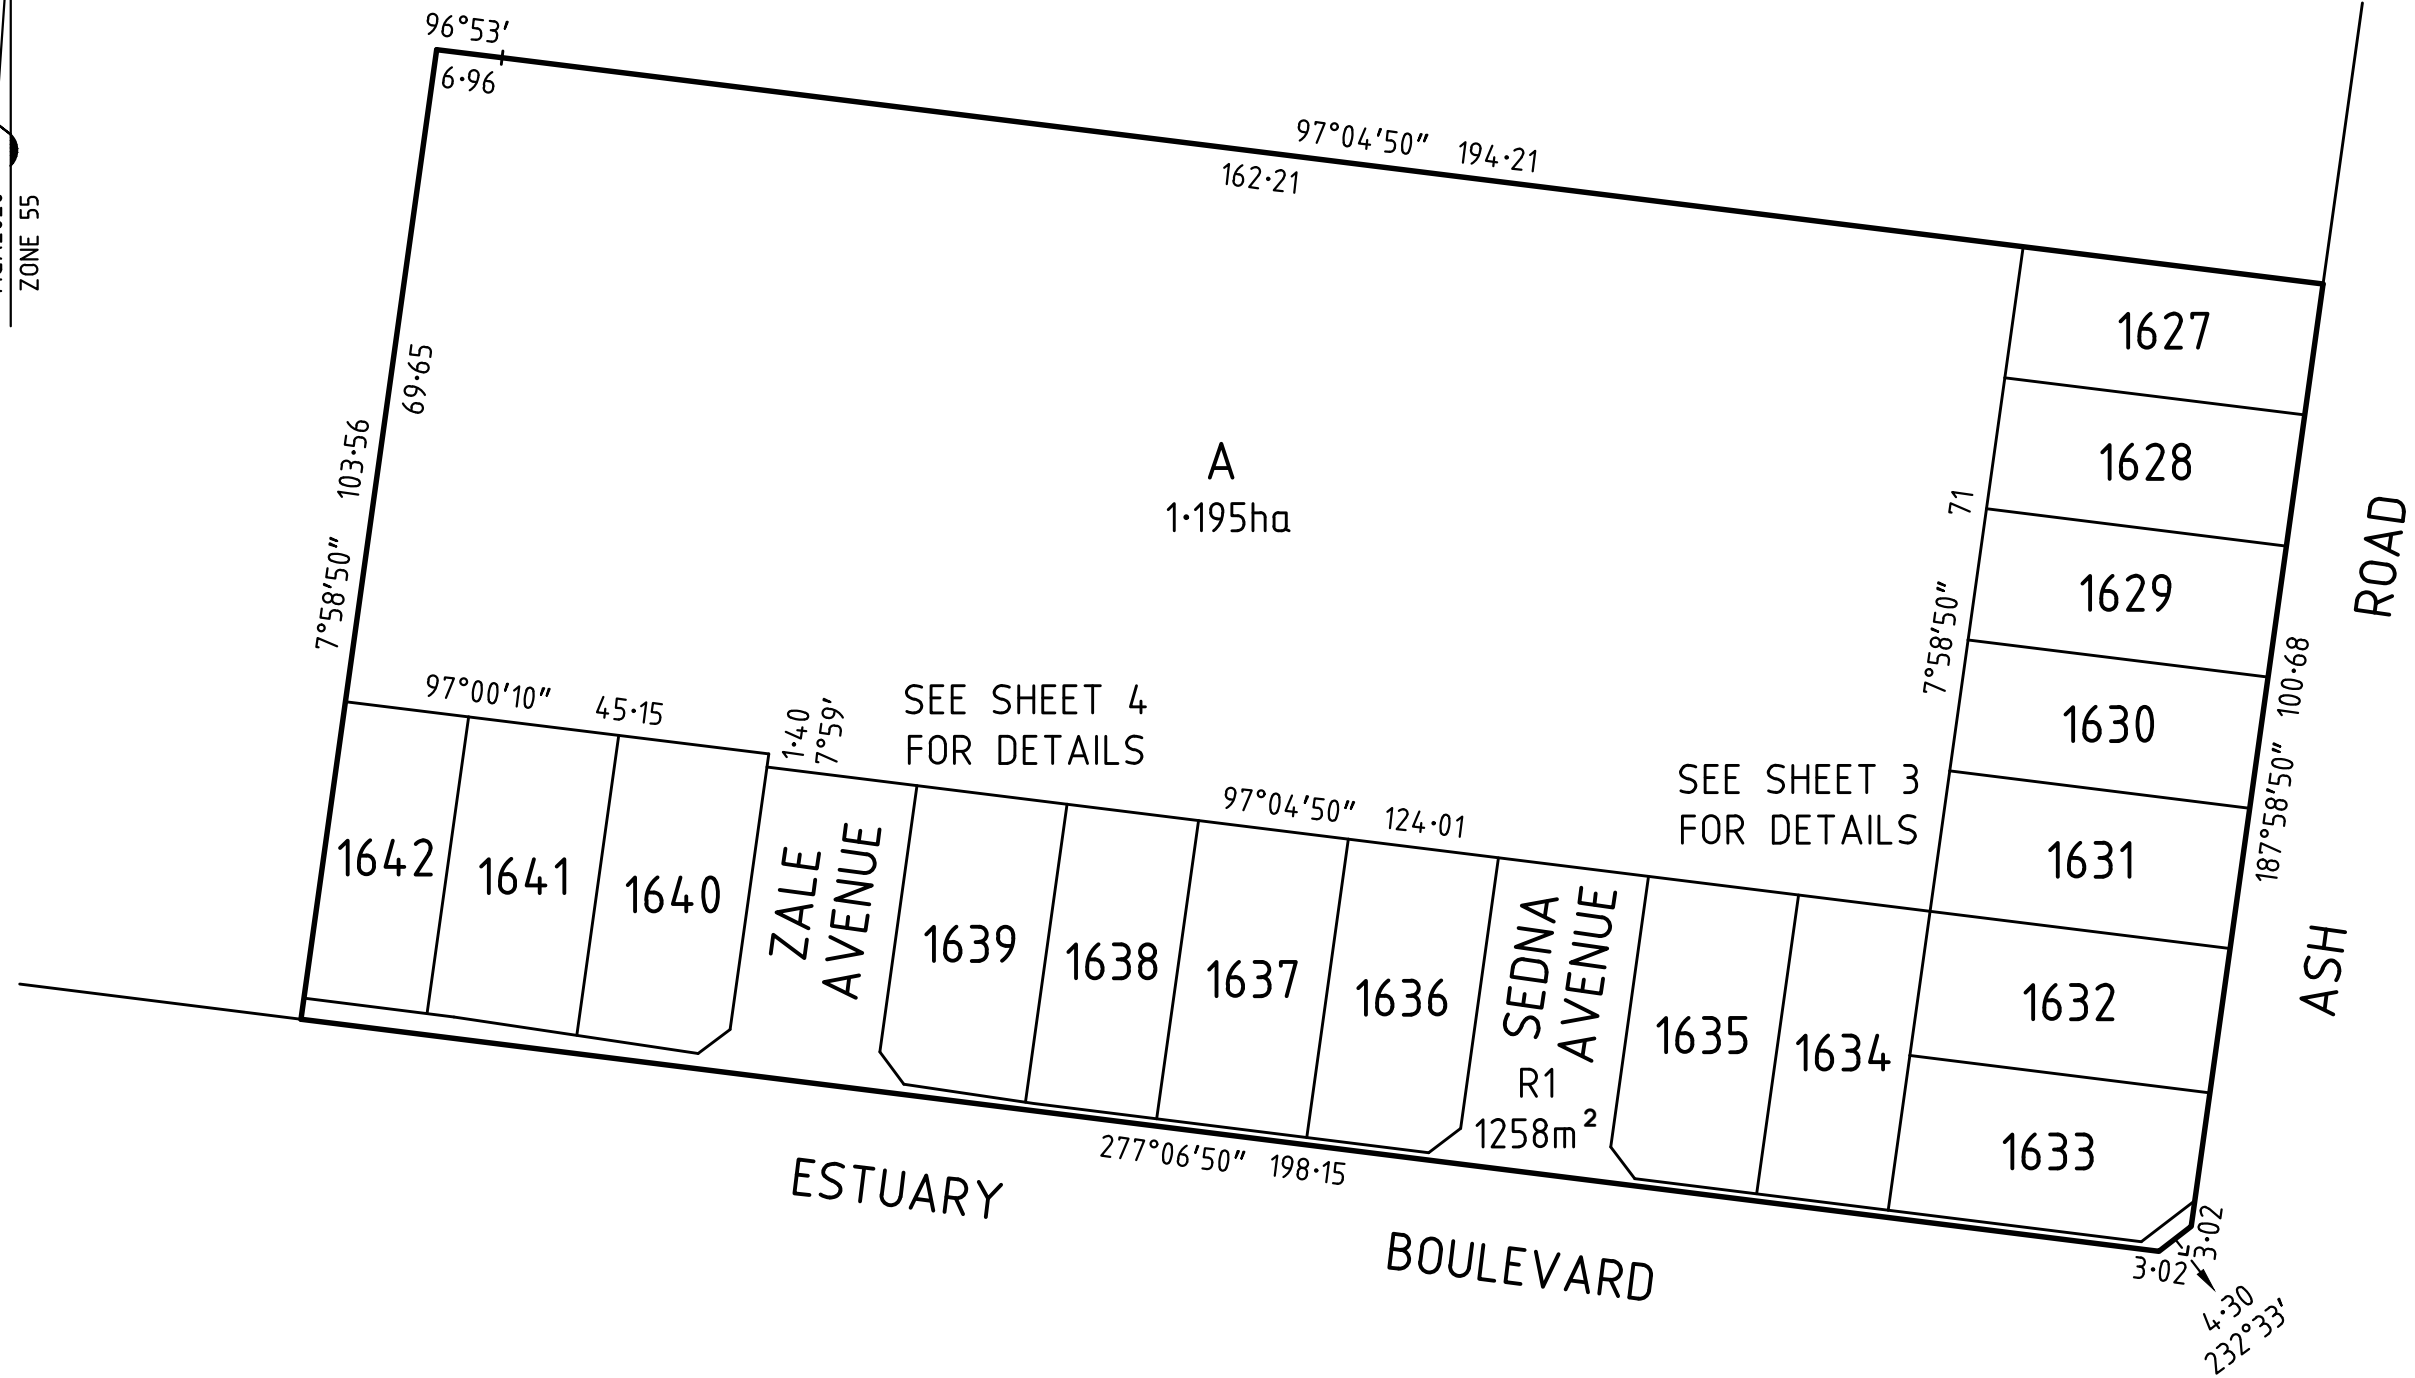 96°53'
6·96
97°04'50" 194·21
162·21
ZONE 55
69·65
7°58'50" 103·56
A
1·195ha
7°58'50" 71
1627
1628
1629
1630
1631
1632
1633
ROAD
ASH
187°58'50" 100·68
97°00'10" 45·15
1·40
7°59'
SEE SHEET 4
FOR DETAILS
97°04'50" 124·01
SEE SHEET 3
FOR DETAILS
1642
1641
1640
ZALE
AVENUE
1639
1638
1637
1636
SEDNA
AVENUE
R1
1258m²
1635
1634
277°06'50" 198·15
ESTUARY
BOULEVARD
3·02
3·02
4·30
232°33'